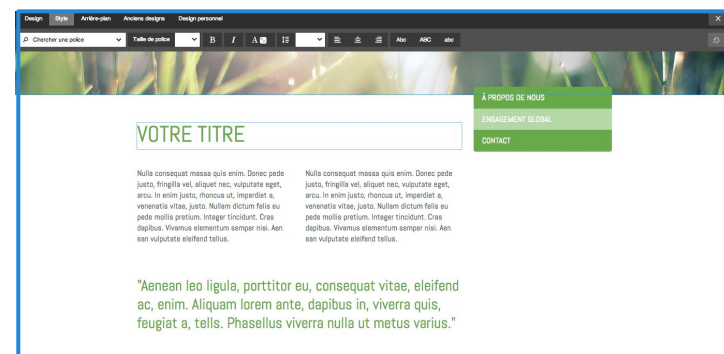 Design Style Arrière-plan Anciens designs Design personnel
Chercher une police Taille de police B I A Abc ABC abc
À PROPOS DE NOUS
ENGAGEMENT GLOBAL
CONTACT
VOTRE TITRE
Nulla consequat massa quis enim. Donec pede
justo, fringilla vel, aliquet nec, vulputate eget,
arcu. In enim justo, rhoncus ut, imperdiet a,
venenatis vitae, justo. Nullam dictum felis eu
pede mollis pretium. Integer tincidunt. Cras
dapibus. Vivamus elementum semper nisi. Aen
ean vulputate eleifend tellus.
Nulla consequat massa quis enim. Donec pede
justo, fringilla vel, aliquet nec, vulputate eget,
arcu. In enim justo, rhoncus ut, imperdiet a,
venenatis vitae, justo. Nullam dictum felis eu
pede mollis pretium. Integer tincidunt. Cras
dapibus. Vivamus elementum semper nisi. Aen
ean vulputate eleifend tellus.
"Aenean leo ligula, porttitor eu, consequat vitae, eleifend
ac, enim. Aliquam lorem ante, dapibus in, viverra quis,
feugiat a, tells. Phasellus viverra nulla ut metus varius."